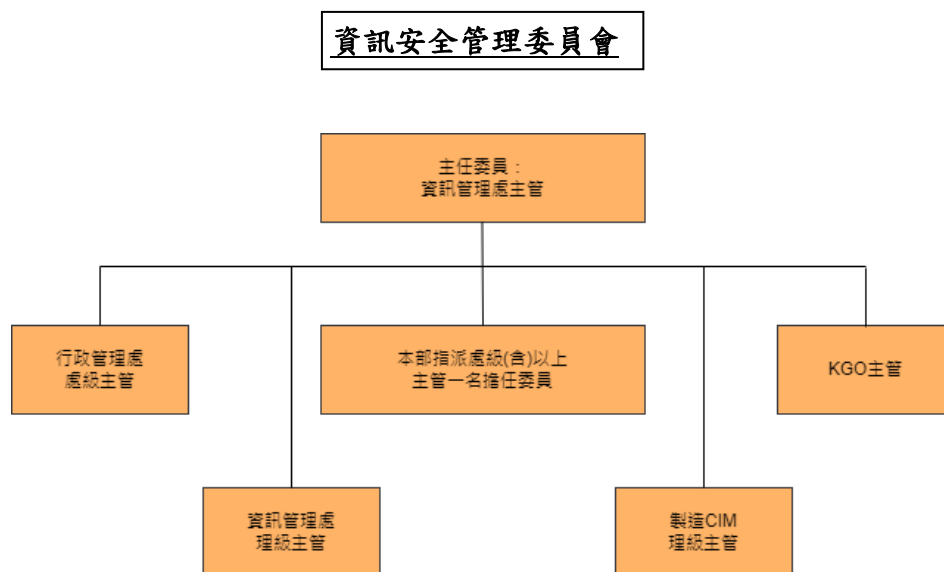 資訊安全管理委員會
主任委員：
資訊管理處主管
行政管理處
處級主管
本部指派處級(含)以上
主管一名擔任委員
KGO主管
資訊管理處
理級主管
製造CIM
理級主管